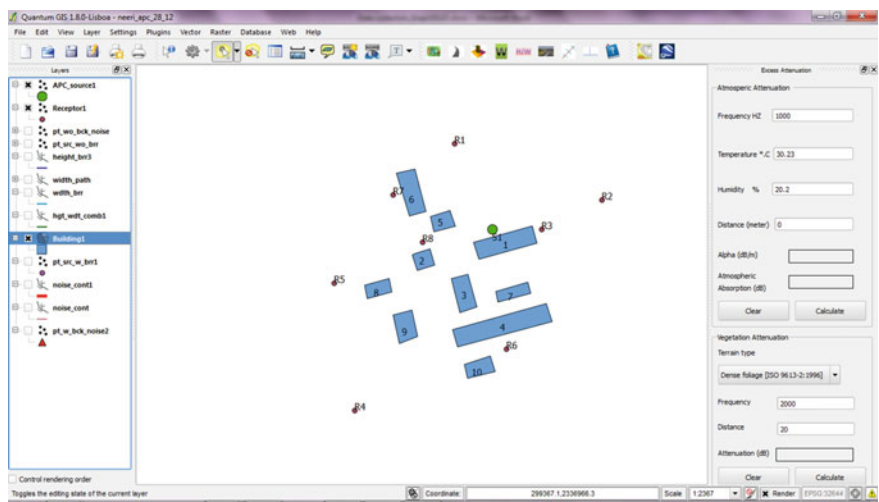 Quantum GIS 1.8.0-Lisboa - neeri_apc_28_12
File Edit View Layer Settings Plugins Vector Raster Database Web Help
Layers
APC_source1
Receptor1
pt_wo_bck_noise
pt_src_wo_brr
height_brr3
width_path
wdth_brr
hgt_wdt_comb1
Building1
pt_src_w_brr1
noise_cont1
noise_cont
pt_w_bck_noise2
Control rendering order
R1
R2
R7
6
5
R3
S1
1
R8
2
R5
8
3
7
9
4
R6
10
R4
Excess Attenuation
Atmosperic Attenuation
Frequency HZ 1000
Temperature *.C 30.23
Humidity % 20.2
Distance (meter) 0
Alpha (dB/m)
Atmospheric
Absorption (dB)
Clear Calculate
Vegetation Attenuation
Terrain type
Dense foliage [ISO 9613-2:1996]
Frequency 2000
Distance 20
Attenuation (dB)
Clear Calculate
Toggles the editing state of the current layer
Coordinate: 299367.1,2336966.3 Scale 1:2367 Render EPSG:32644